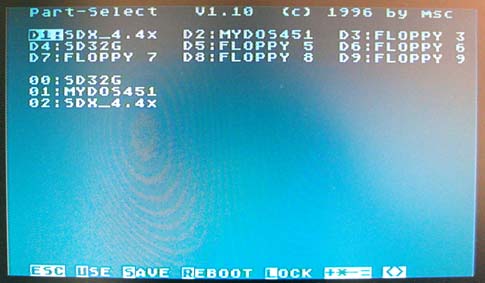 Part-Select V1.10 (c) 1996 by MSC
D1:SDX_4.4x D2:MYDOS451 D3:FLOPPY 3
D4:SD32G D5:FLOPPY 5 D6:FLOPPY 6
D7:FLOPPY 7 D8:FLOPPY 8 D9:FLOPPY 9
00:SD32G
01:MYDOS451
02:SDX_4.4x
ESC USE SAVE REBOOT LOCK +*-= <>